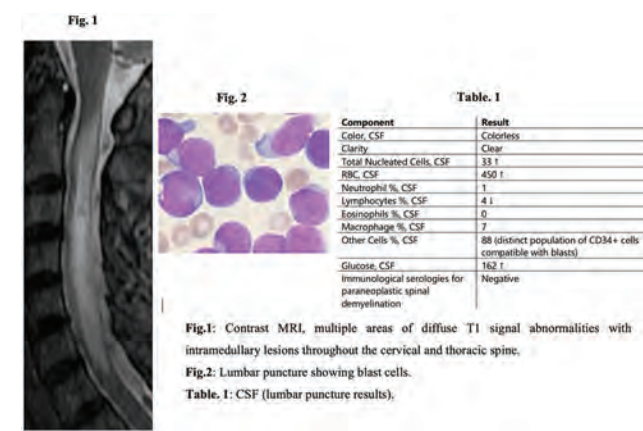 Fig. 1
Fig. 2
Table. 1
Component Result
Color, CSF Colorless
Clarity Clear
Total Nucleated Cells, CSF 33 ↑
RBC, CSF 450 ↑
Neutrophil %, CSF 1
Lymphocytes %, CSF 4 ↓
Eosinophils %, CSF 0
Macrophage %, CSF 7
Other Cells %, CSF 88 (distinct population of CD34+ cells
compatible with blasts)
Glucose, CSF 162 ↑
Immunological serologies for Negative
paraneoplastic spinal
demyelination
Fig.1: Contrast MRI, multiple areas of diffuse T1 signal abnormalities with
intramedullary lesions throughout the cervical and thoracic spine.
Fig.2: Lumbar puncture showing blast cells.
Table. 1: CSF (lumbar puncture results).